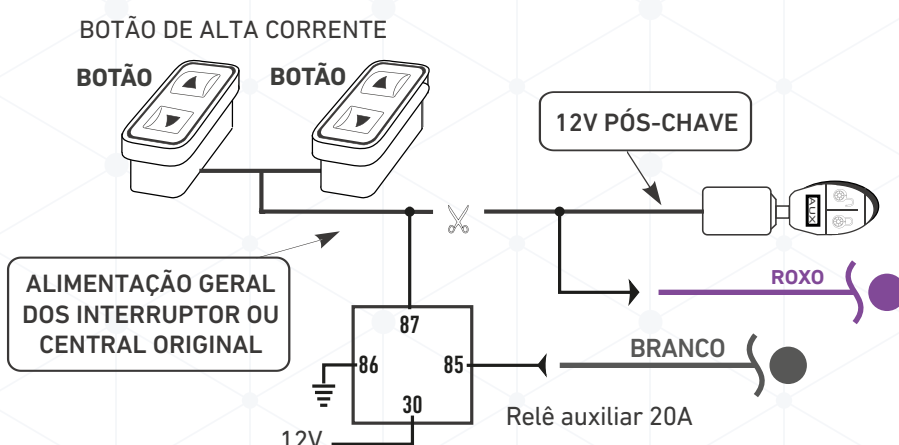 BOTÃO DE ALTA CORRENTE
BOTÃO
BOTÃO
12V PÓS-CHAVE
AUX
ALIMENTAÇÃO GERAL
DOS INTERRUPTOR OU
CENTRAL ORIGINAL
ROXO
87
86
85
30
BRANCO
Relê auxiliar 20A
12V